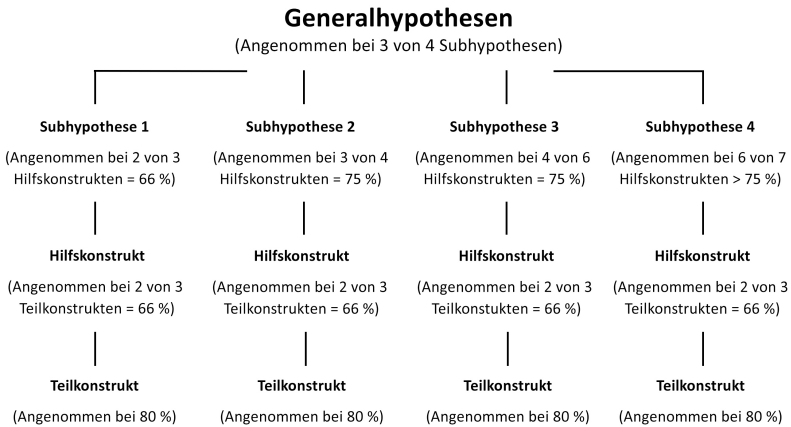 Generalhypothesen
(Angenommen bei 3 von 4 Subhypothesen)
Subhypothese 1
(Angenommen bei 2 von 3
Hilfskonstrukten = 66 %)
Hilfskonstrukt
(Angenommen bei 2 von 3
Teilkonstrukten = 66 %)
Teilkonstrukt
(Angenommen bei 80 %)
Subhypothese 2
(Angenommen bei 3 von 4
Hilfskonstrukten = 75 %)
Hilfskonstrukt
(Angenommen bei 2 von 3
Teilkonstrukten = 66 %)
Teilkonstrukt
(Angenommen bei 80 %)
Subhypothese 3
(Angenommen bei 4 von 6
Hilfskonstrukten = 75 %)
Hilfskonstrukt
(Angenommen bei 2 von 3
Teilkonstukten = 66 %)
Teilkonstrukt
(Angenommen bei 80 %)
Subhypothese 4
(Angenommen bei 6 von 7
Hilfskonstrukten > 75 %)
Hilfskonstrukt
(Angenommen bei 2 von 3
Teilkonstrukten = 66 %)
Teilkonstrukt
(Angenommen bei 80 %)